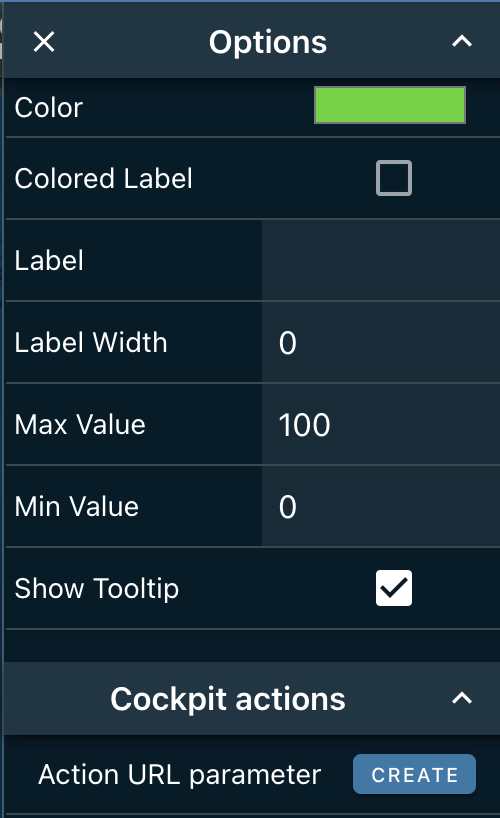 Options
Color
Colored Label
Label
Label Width 0
Max Value 100
Min Value 0
Show Tooltip
Cockpit actions
Action URL parameter CREATE